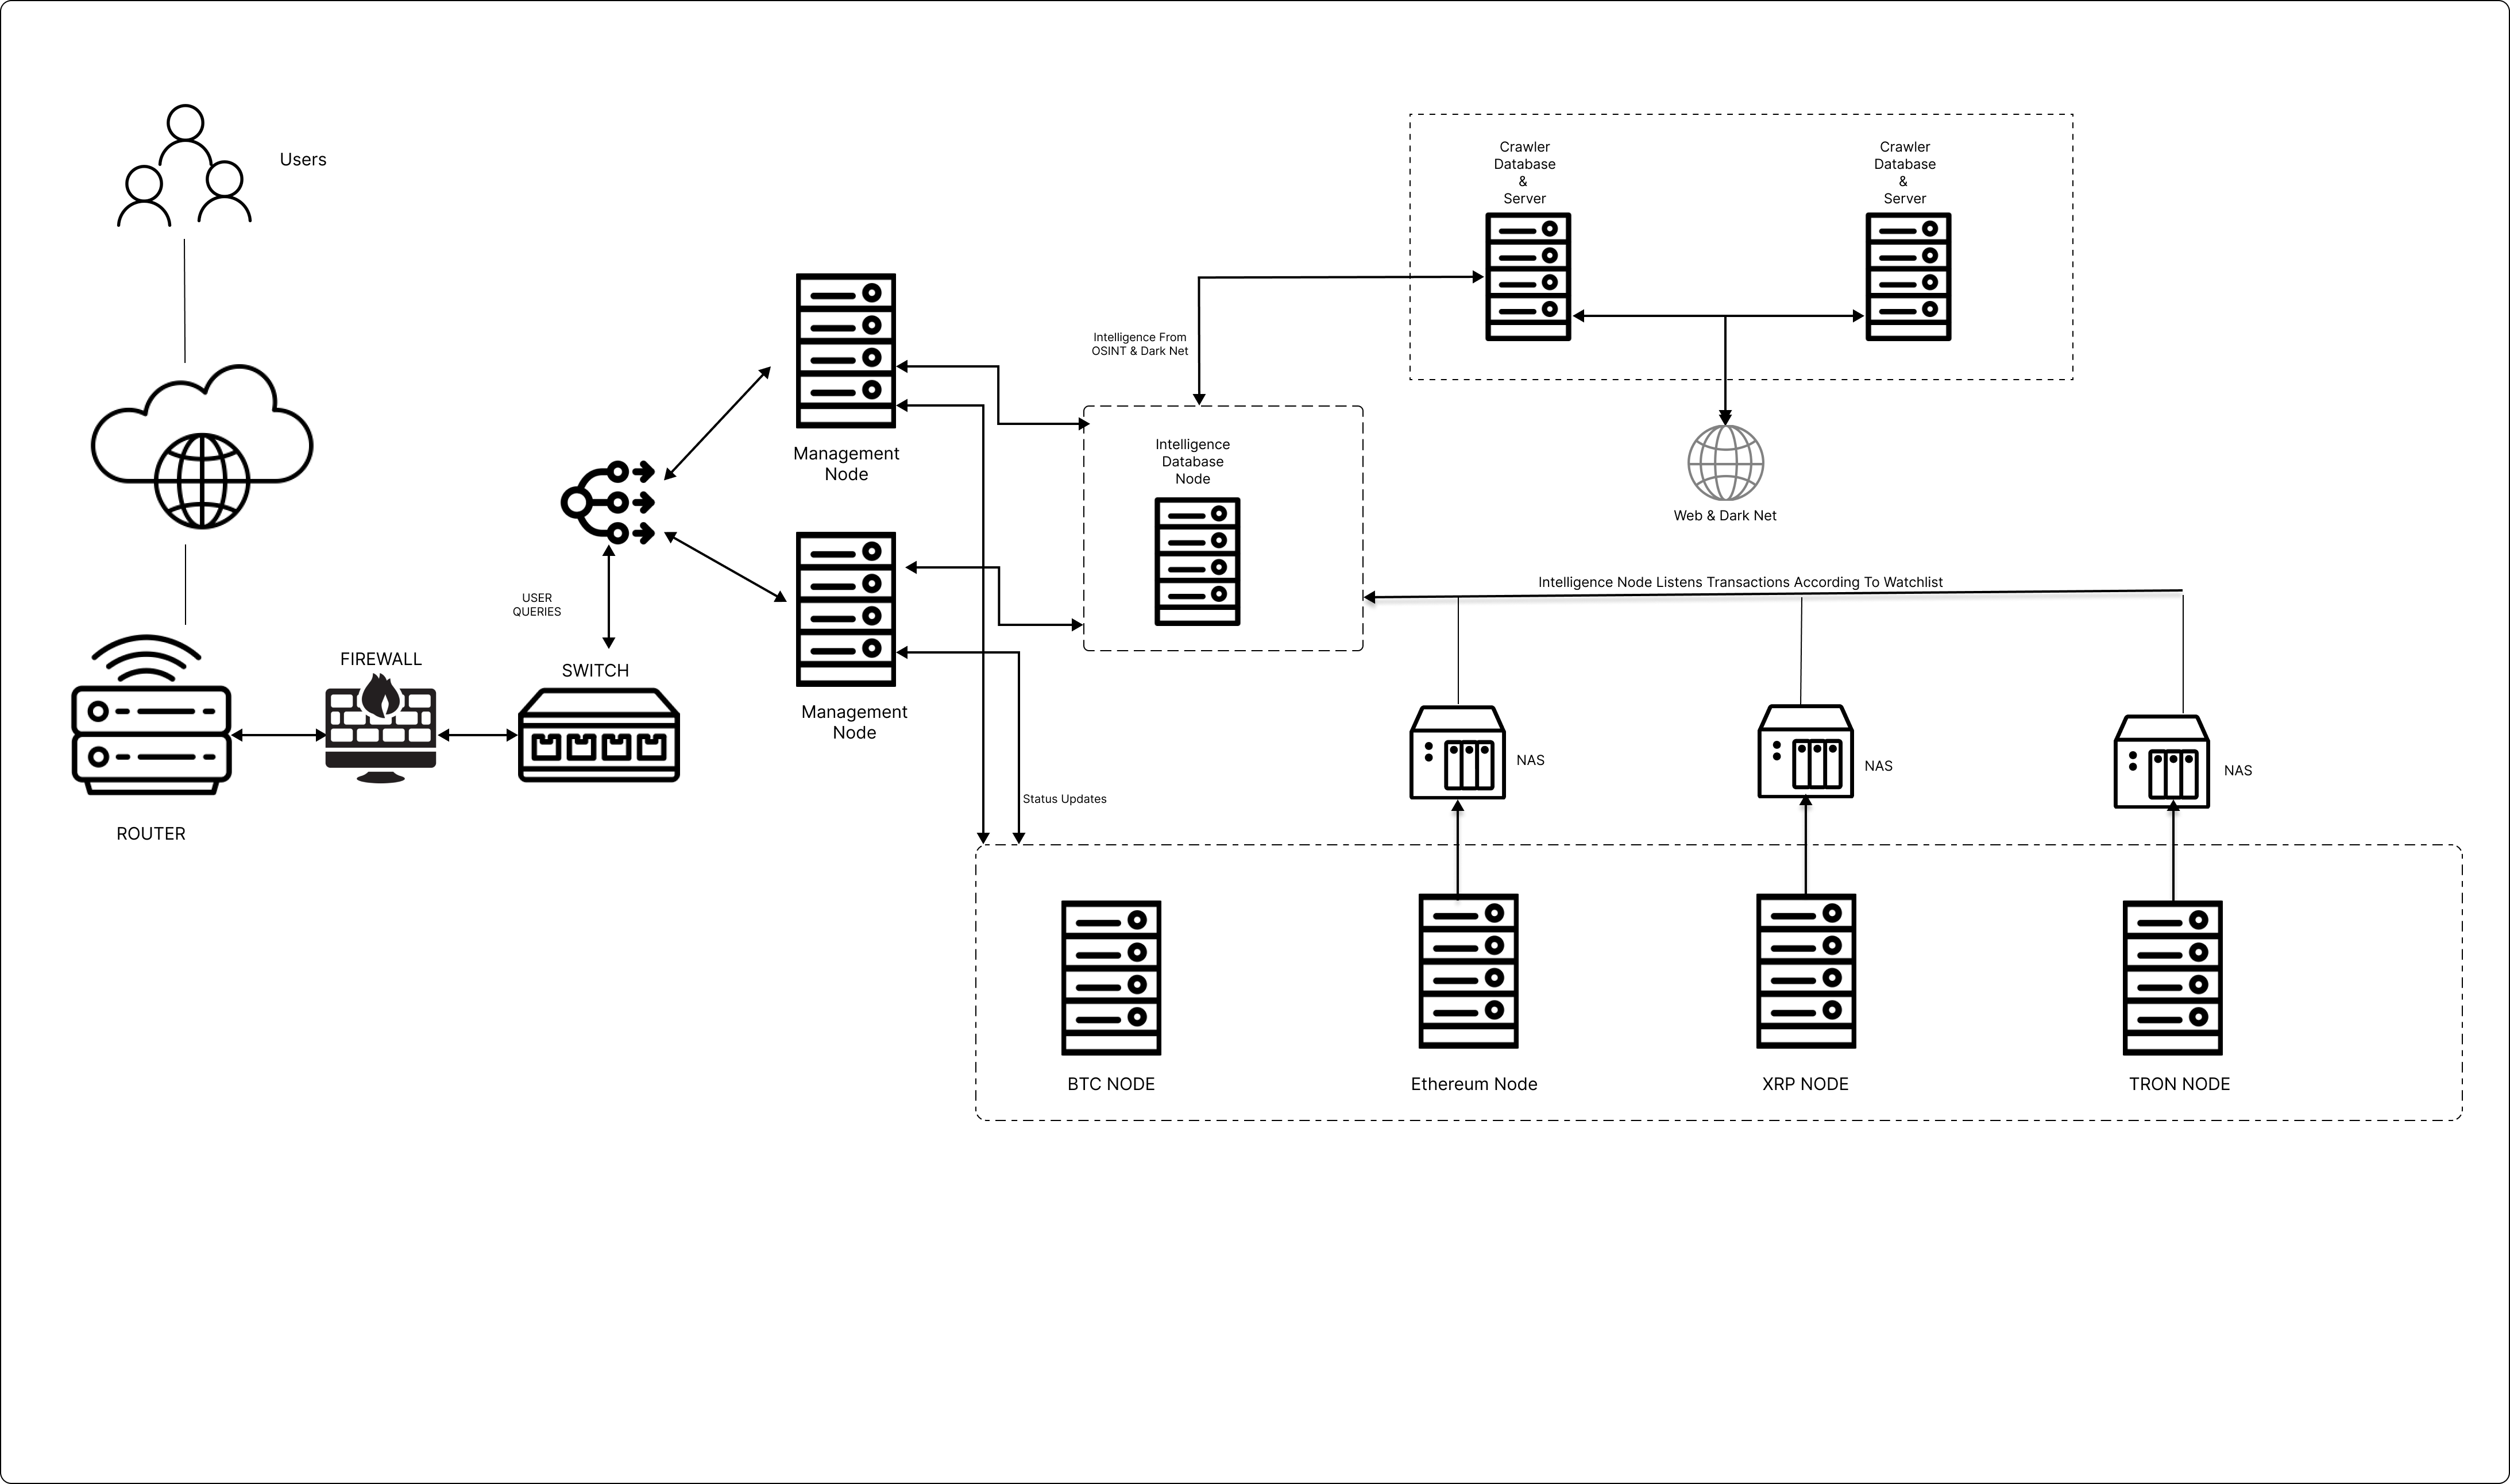 Users
Crawler
Database
&
Server
Crawler
Database
&
Server
Intelligence From
OSINT & Dark Net
Management
Node
Intelligence
Database
Node
Web & Dark Net
Intelligence Node Listens Transactions According To Watchlist
USER
QUERIES
FIREWALL
SWITCH
Management
Node
NAS
NAS
NAS
Status Updates
ROUTER
BTC NODE
Ethereum Node
XRP NODE
TRON NODE